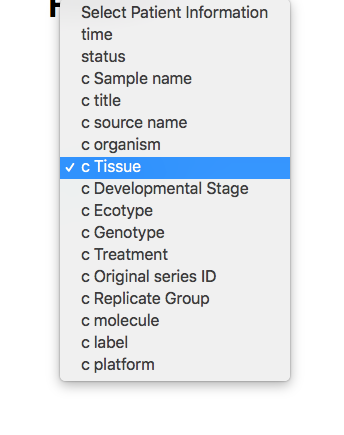 Select Patient Information
time
status
c Sample name
c title
c source name
c organism
✓ c Tissue
c Developmental Stage
c Ecotype
c Genotype
c Treatment
c Original series ID
c Replicate Group
c molecule
c label
c platform